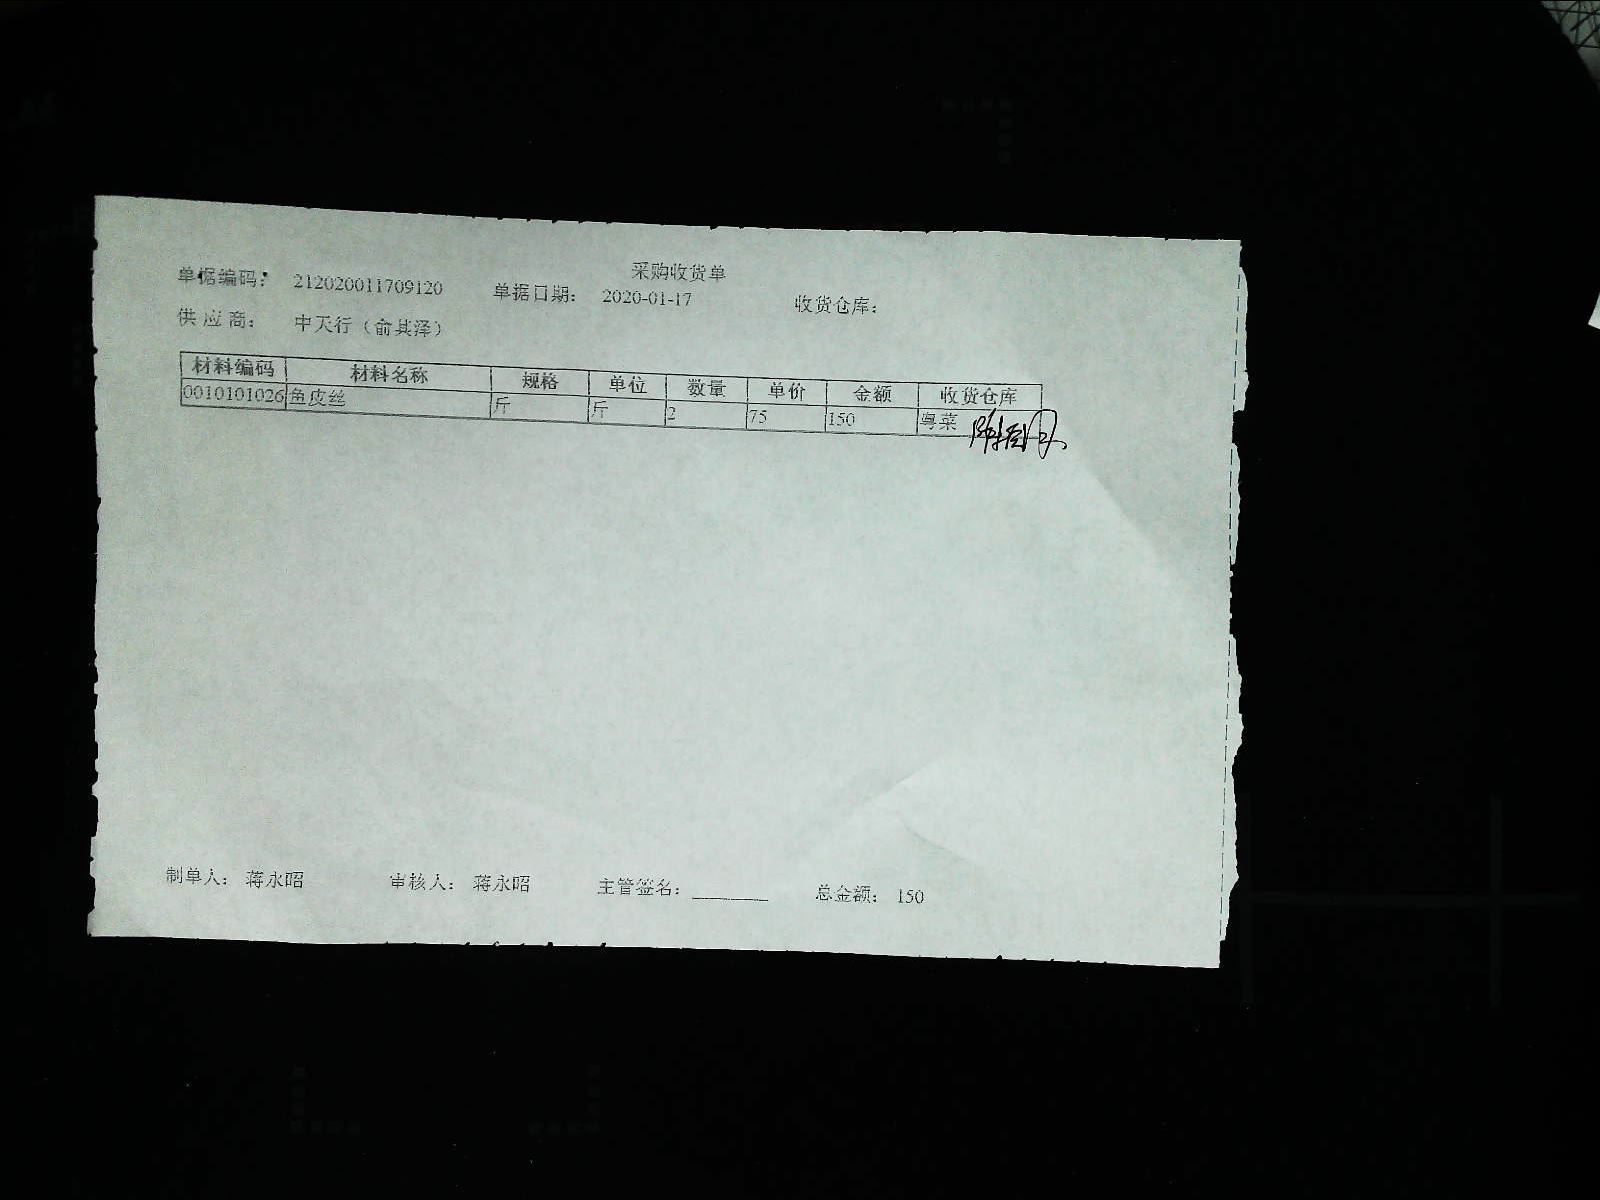 采购收货单
单据编码： 212020011709120 单据日期： 2020-01-17 收货仓库：
供应商： 中天行（俞其泽）
材料编码 材料名称 规格 单位 数量 单价 金额 收货仓库
0010101026 鱼皮丝 斤 斤 2 75 150 粤菜
制单人： 蒋永昭 审核人： 蒋永昭 主管签名： 总金额： 150